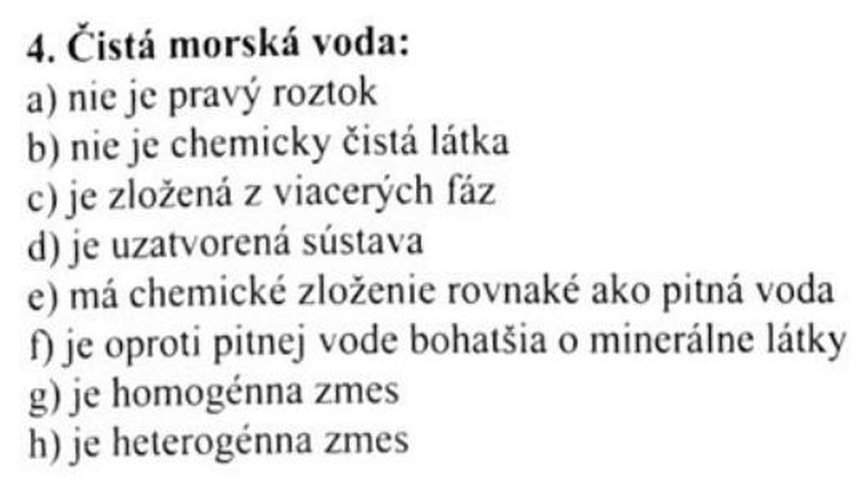 4. Čistá morská voda:
a) nie je pravý roztok
b) nie je chemicky čistá látka
c) je zložená z viacerých fáz
d) je uzatvorená sústava
e) má chemické zloženie rovnaké ako pitná voda
f) je oproti pitnej vode bohatšia o minerálne látky
g) je homogénna zmes
h) je heterogénna zmes